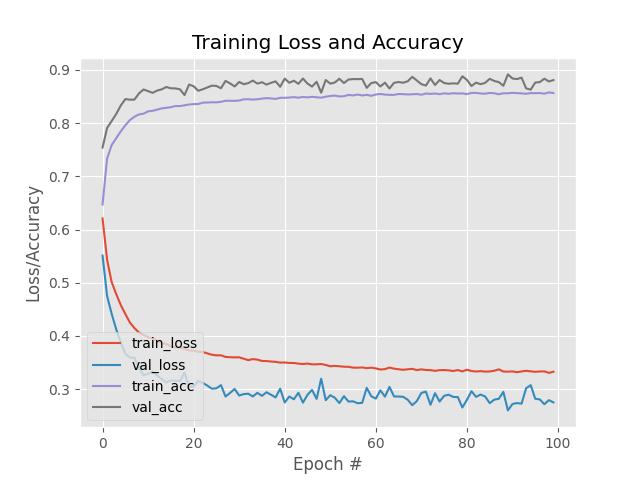 Training Loss and Accuracy
0.9
0.8
0.7
0.6
0.5
0.4
0.3
Loss/Accuracy
train_loss
val_loss
train_acc
val_acc
0
20
40
60
80
100
Epoch #